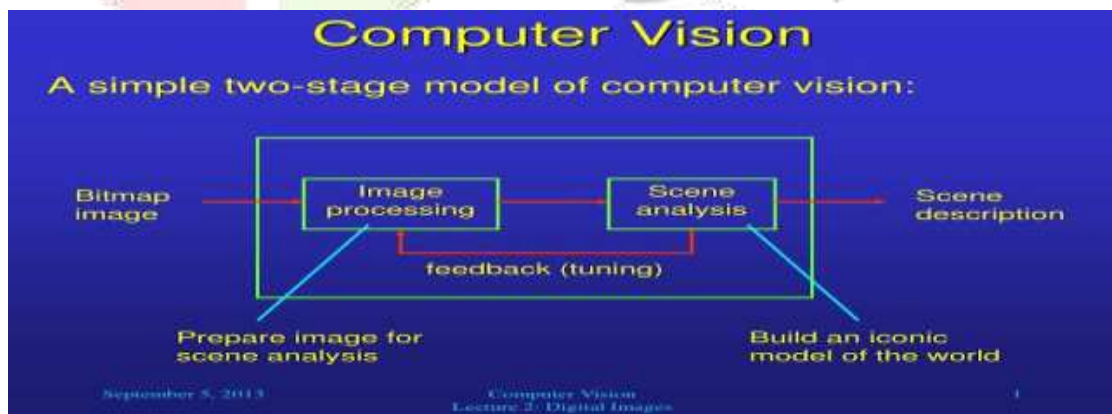 Computer Vision
A simple two-stage model of computer vision:
Bitmap
image
Image
processing
Scene
analysis
Scene
description
feedback (tuning)
Prepare image for
scene analysis
Build an iconic
model of the world
September 5, 2013
Computer Vision
Lecture 2: Digital Images
1